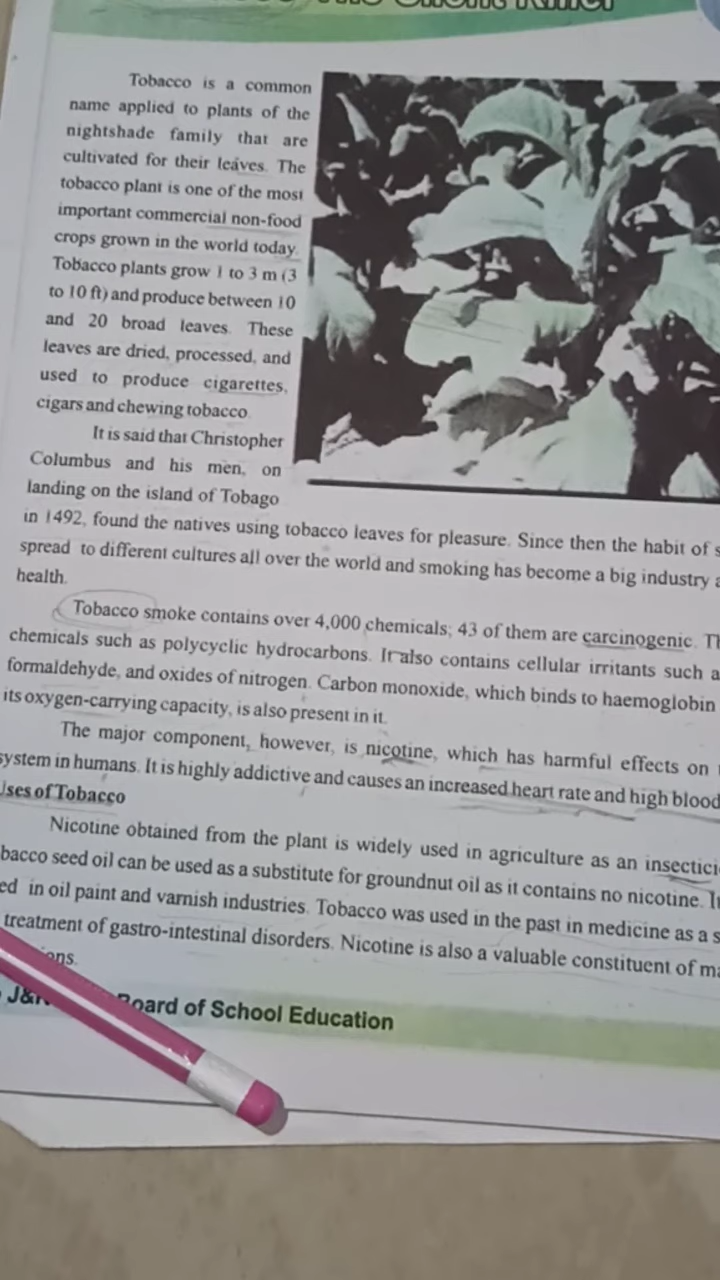 The Silent Killer
Tobacco is a common
name applied to plants of the
nightshade family that are
cultivated for their leaves. The
tobacco plant is one of the most
important commercial non-food
crops grown in the world today.
Tobacco plants grow 1 to 3 m (3
to 10 ft) and produce between 10
and 20 broad leaves. These
leaves are dried, processed, and
used to produce cigarettes,
cigars and chewing tobacco.
It is said that Christopher
Columbus and his men, on
landing on the island of Tobago
in 1492, found the natives using tobacco leaves for pleasure. Since then the habit of
spread to different cultures all over the world and smoking has become a big industry
health.
Tobacco smoke contains over 4,000 chemicals; 43 of them are carcinogenic.
chemicals such as polycyclic hydrocarbons. It also contains cellular irritants such
formaldehyde, and oxides of nitrogen. Carbon monoxide, which binds to haemoglobin
its oxygen-carrying capacity, is also present in it.
The major component, however, is nicotine, which has harmful effects on
system in humans. It is highly addictive and causes an increased heart rate and high blood
Uses of Tobacco
Nicotine obtained from the plant is widely used in agriculture as an insectici
bacco seed oil can be used as a substitute for groundnut oil as it contains no nicotine. It
ed in oil paint and varnish industries. Tobacco was used in the past in medicine as a s
treatment of gastro-intestinal disorders. Nicotine is also a valuable constituent of ma
ions.
J&K Board of School Education